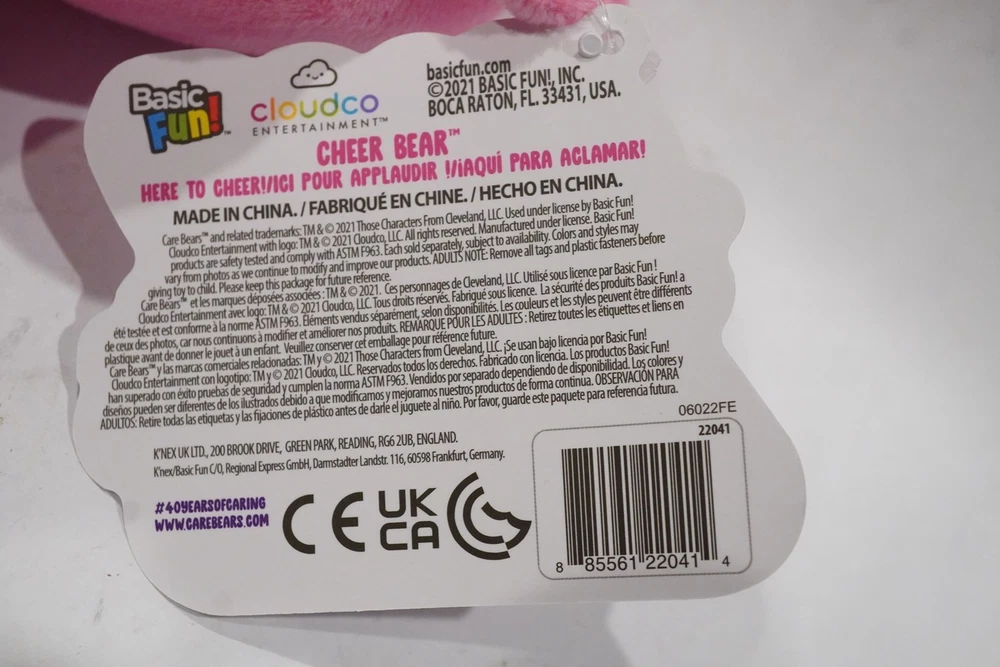 Basic Fun!™
cloudco
ENTERTAINMENT™
basicfun.com
©2021 BASIC FUN!, INC.
BOCA RATON, FL. 33431, USA.
CHEER BEAR™
HERE TO CHEER!/ICI POUR APPLAUDIR !/¡AQUÍ PARA ACLAMAR!
MADE IN CHINA. / FABRIQUÉ EN CHINE. / HECHO EN CHINA.
Care Bears™ and related trademarks: TM & © 2021 Those Characters From Cleveland, LLC. Used under license by Basic Fun!
Cloudco Entertainment with logo: TM & © 2021 Cloudco, LLC. All rights reserved. Manufactured under license. Basic Fun!
products are safety tested and comply with ASTM F963. Each sold separately, subject to availability. Colors and styles may
vary from photos as we continue to modify and improve our products. ADULTS NOTE: Remove all tags and plastic fasteners before
giving toy to child. Please keep this package for future reference.
Care Bears™ et les marques déposées associées : TM & © 2021. Ces personnages de Cleveland, LLC. Utilisé sous licence par Basic Fun !
Cloudco Entertainment avec logo: TM & © 2021 Cloudco, LLC. Tous droits réservés. Fabriqué sous licence. La sécurité des produits Basic Fun! a
été testée et est conforme à la norme ASTM F963. Éléments vendus séparément, selon disponibilités. Les couleurs et les styles peuvent être différents
de ceux des photos, car nous continuons à modifier et améliorer nos produits. REMARQUE POUR LES ADULTES : Retirez toutes les étiquettes et liens en
plastique avant de donner le jouet à un enfant. Veuillez conserver cet emballage pour référence future.
Care Bears™ y las marcas comerciales relacionadas: TM y © 2021 Those Characters from Cleveland, LLC. ¡Se usan bajo licencia por Basic Fun!
Cloudco Entertainment con logotipo: TM y © 2021 Cloudco, LLC. Reservados todos los derechos. Fabricado con licencia. Los productos Basic Fun!
han superado con éxito pruebas de seguridad y cumplen la norma ASTM F963. Vendidos por separado dependiendo de disponibilidad. Los colores y
diseños pueden ser diferentes de los ilustrados debido a que modificamos y mejoramos nuestros productos de forma continua. OBSERVACIÓN PARA
ADULTOS: Retire todas las etiquetas y las fijaciones de plástico antes de darle el juguete al niño. Por favor, guarde este paquete para referencia futura.
06022FE
K'NEX UK LTD., 200 BROOK DRIVE, GREEN PARK, READING, RG6 2UB, ENGLAND.
K'nex/Basic Fun C/O, Regional Express GmbH, Darmstadter Landstr. 116, 60598 Frankfurt, Germany.
#40YEARSOFCARING
WWW.CAREBEARS.COM
CE
UK
CA
22041
8 85561 22041 4